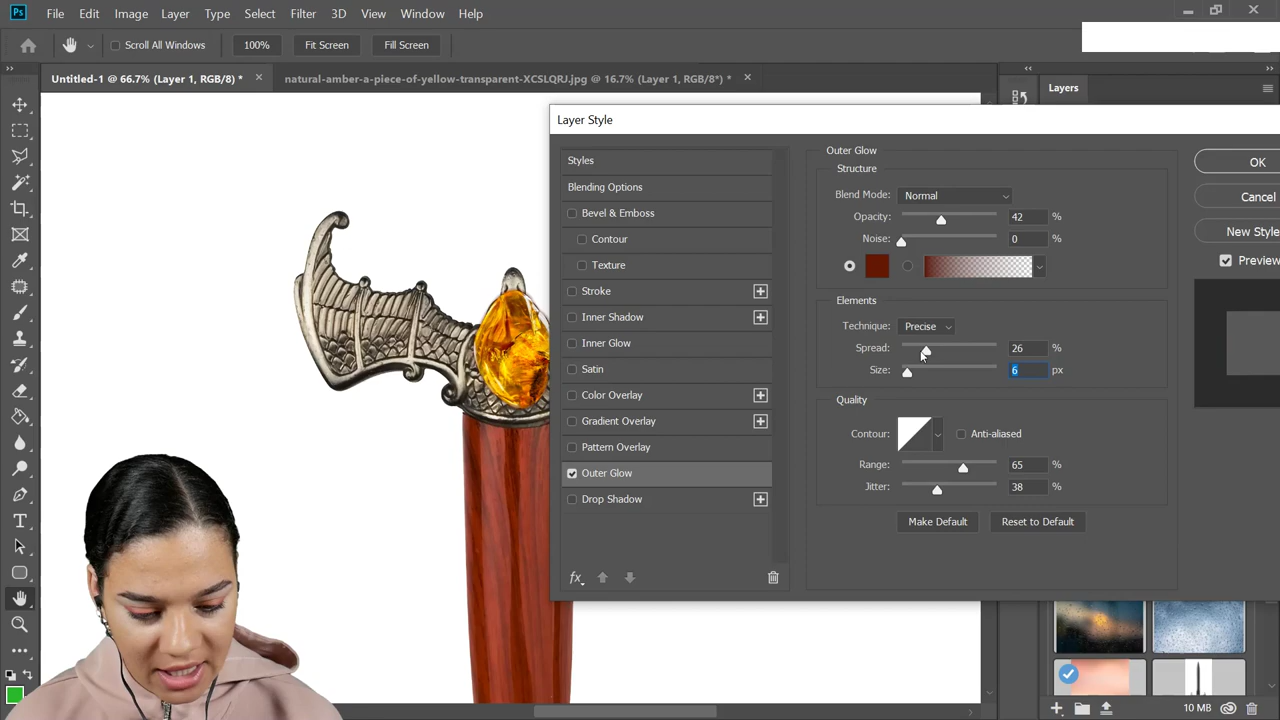 Ps File Edit Image Layer Type Select Filter 3D View Window Help
Scroll All Windows 100% Fit Screen Fill Screen
Untitled-1 @ 66.7% (Layer 1, RGB/8) * × natural-amber-a-piece-of-yellow-transparent-XCSLQRJ.jpg @ 16.7% (Layer 1, RGB/8*) * ×
Layers
Layer Style
Styles
Blending Options
Bevel & Emboss
Contour
Texture
Stroke
Inner Shadow
Inner Glow
Satin
Color Overlay
Gradient Overlay
Pattern Overlay
Outer Glow
Drop Shadow
fx
Outer Glow
Structure
Blend Mode: Normal
Opacity: 42 %
Noise: 0 %
Elements
Technique: Precise
Spread: 26 %
Size: 6 px
Quality
Contour: Anti-aliased
Range: 65 %
Jitter: 38 %
Make Default Reset to Default
OK
Cancel
New Style
Preview
10 MB